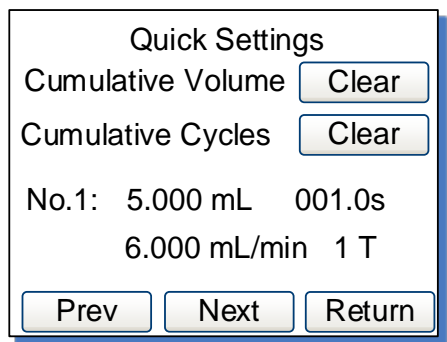 Quick Settings
Cumulative Volume Clear
Cumulative Cycles Clear
No.1: 5.000 mL 001.0s
6.000 mL/min 1 T
Prev Next Return